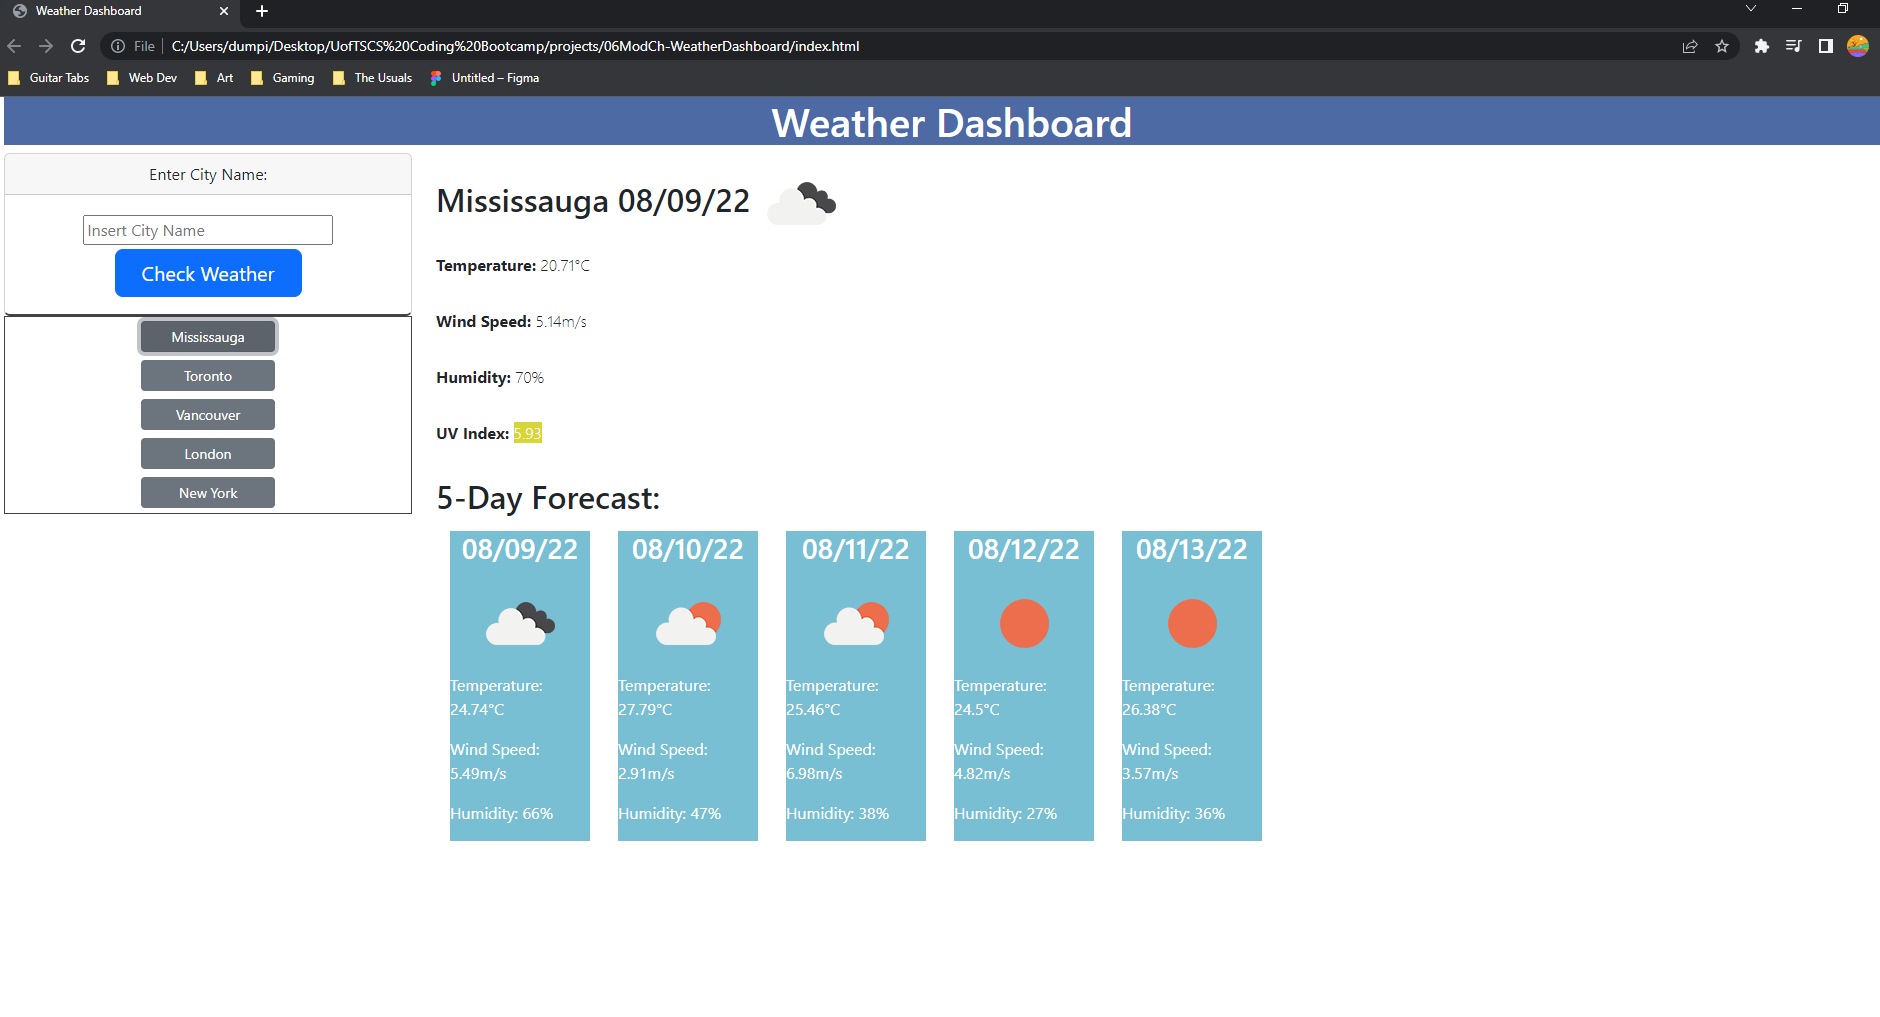 Weather Dashboard
File
C:/Users/dumpi/Desktop/UofTSCS%20Coding%20Bootcamp/projects/06ModCh-WeatherDashboard/index.html
Guitar Tabs Web Dev Art Gaming The Usuals Untitled – Figma
Weather Dashboard
Enter City Name:
Insert City Name
Check Weather
Mississauga
Toronto
Vancouver
London
New York
Mississauga 08/09/22
Temperature: 20.71°C
Wind Speed: 5.14m/s
Humidity: 70%
UV Index: 5.93
5-Day Forecast:
08/09/22
Temperature:
24.74°C
Wind Speed:
5.49m/s
Humidity: 66%
08/10/22
Temperature:
27.79°C
Wind Speed:
2.91m/s
Humidity: 47%
08/11/22
Temperature:
25.46°C
Wind Speed:
6.98m/s
Humidity: 38%
08/12/22
Temperature:
24.5°C
Wind Speed:
4.82m/s
Humidity: 27%
08/13/22
Temperature:
26.38°C
Wind Speed:
3.57m/s
Humidity: 36%